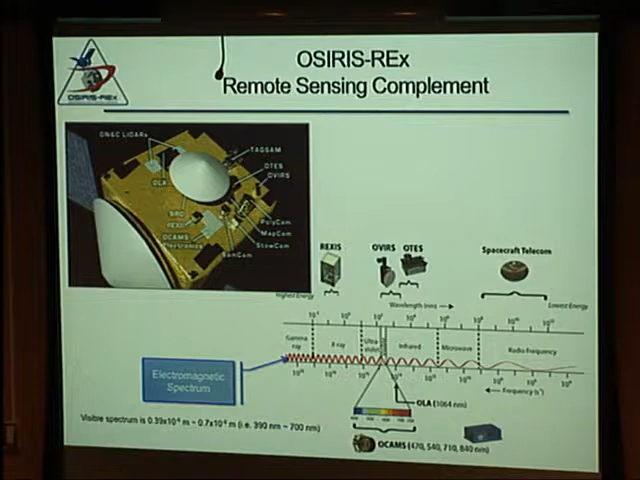 OSIRIS-REx
Remote Sensing Complement
OSIRIS-REx
GN&C LIDARs
TAGSAM
OTES
OVIRS
OLA
SRC
REXIS
OCAMS
Electronics
PolyCam
MapCam
StowCam
SamCam
REXIS
OVIRS OTES
Spacecraft Telecom
Highest Energy
Wavelength (nm)
Lowest Energy
Gamma
ray
X ray
Ultra
violet
Infrared
Microwave
Radio Frequency
Frequency (s⁻¹)
Electromagnetic
Spectrum
OLA (1064 nm)
Visible spectrum is 0.39x10⁻⁶ m – 0.7x10⁻⁶ m (i.e. 390 nm – 700 nm)
OCAMS (470, 540, 710, 840 nm)